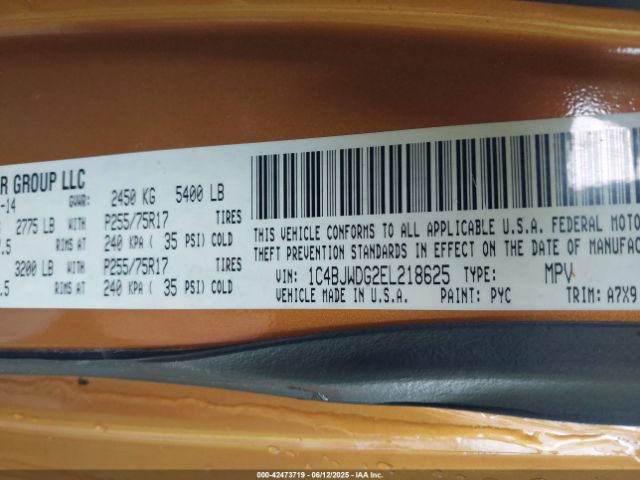 R GROUP LLC
-14 GVWR: 2450 KG 5400 LB
2775 LB WITH P255/75R17 TIRES
.5 RIMS AT 240 KPA ( 35 PSI) COLD
3200 LB WITH P255/75R17 TIRES
.5 RIMS AT 240 KPA ( 35 PSI) COLD
THIS VEHICLE CONFORMS TO ALL APPLICABLE U.S.A. FEDERAL MOTO
THEFT PREVENTION STANDARDS IN EFFECT ON THE DATE OF MANUFAC
VIN: 1C4BJWDG2EL218625 TYPE: MPV
VEHICLE MADE IN U.S.A. PAINT: PYC TRIM: A7X9
000-42473719 - 06/12/2025 - IAA Inc.